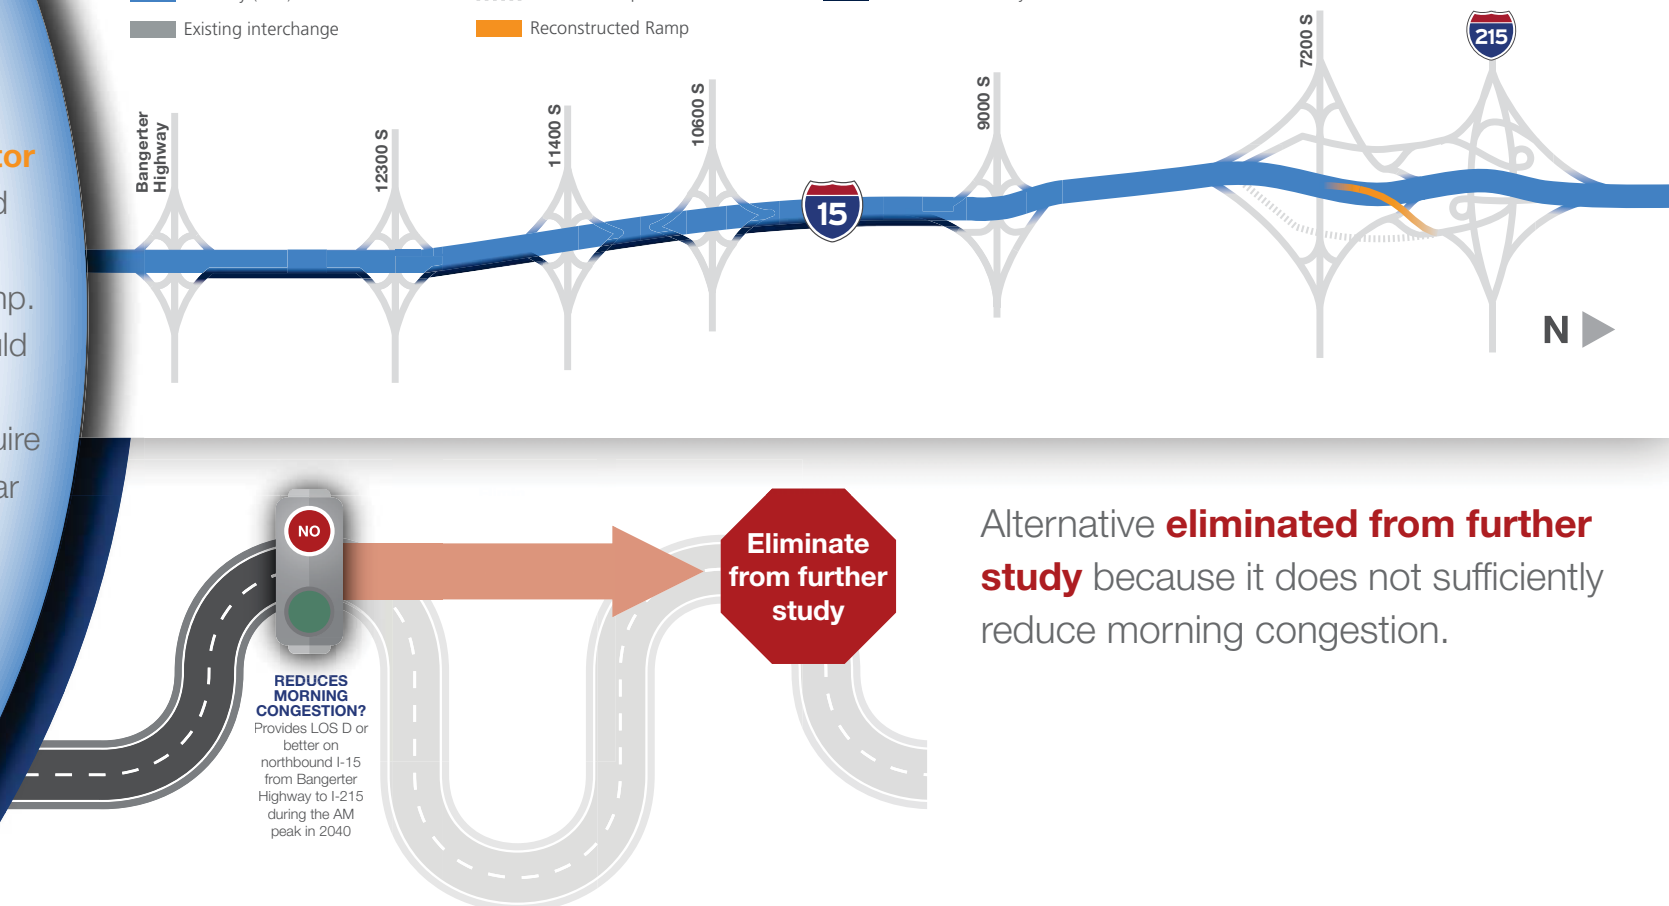 Existing interchange
Reconstructed Ramp
Bangerter
Highway
12300 S
11400 S
10600 S
15
9000 S
7200 S
215
N
NO
REDUCES
MORNING
CONGESTION?
Provides LOS D or
better on
northbound I-15
from Bangerter
Highway to I-215
during the AM
peak in 2040
Eliminate
from further
study
Alternative eliminated from further
study because it does not sufficiently
reduce morning congestion.